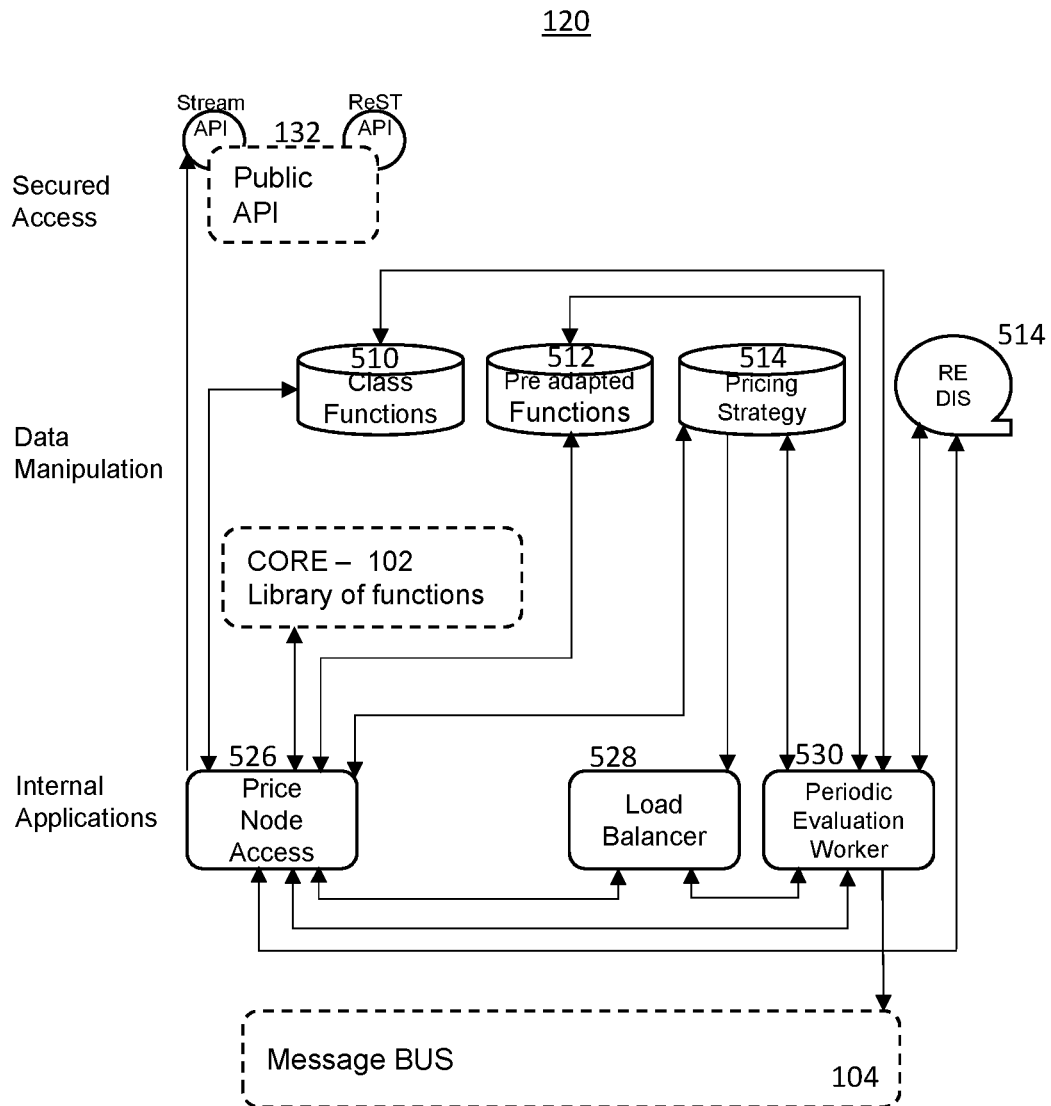 120
Stream
API
ReST
API
132
Public
API
Secured
Access
510
Class
Functions
512
Pre adapted
Functions
514
Pricing
Strategy
514
RE
DIS
Data
Manipulation
CORE – 102
Library of functions
Internal
Applications
526
Price
Node
Access
528
Load
Balancer
530
Periodic
Evaluation
Worker
Message BUS
104